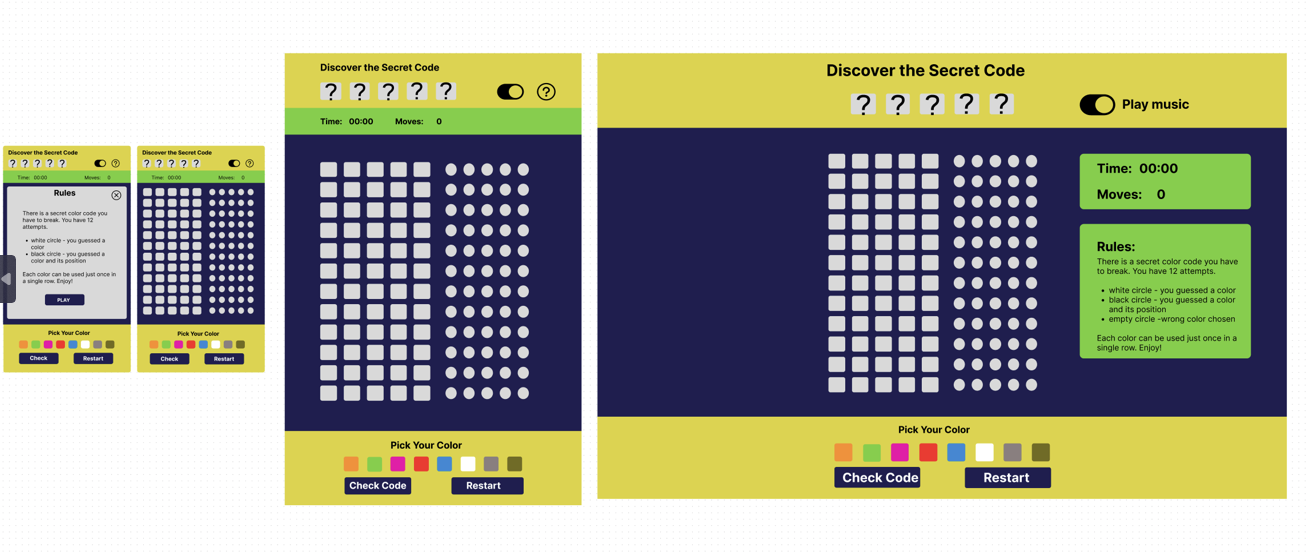 Discover the Secret Code
? ? ? ? ?
?
Time: 00:00 Moves: 0
Rules
There is a secret color code you
have to break. You have 12
attempts.
• white circle - you guessed a
color
• black circle - you guessed a
color and its position
Each color can be used just once in
a single row. Enjoy!
PLAY
Pick Your Color
Check Restart
Discover the Secret Code
? ? ? ? ?
?
Time: 00:00 Moves: 0
Pick Your Color
Check Restart
Discover the Secret Code
? ? ? ? ?
?
Time: 00:00 Moves: 0
Pick Your Color
Check Code Restart
Discover the Secret Code
? ? ? ? ?
Play music
Time: 00:00
Moves: 0
Rules:
There is a secret color code you have
to break. You have 12 attempts.
• white circle - you guessed a color
• black circle - you guessed a color
and its position
• empty circle -wrong color chosen
Each color can be used just once in a
single row. Enjoy!
Pick Your Color
Check Code Restart